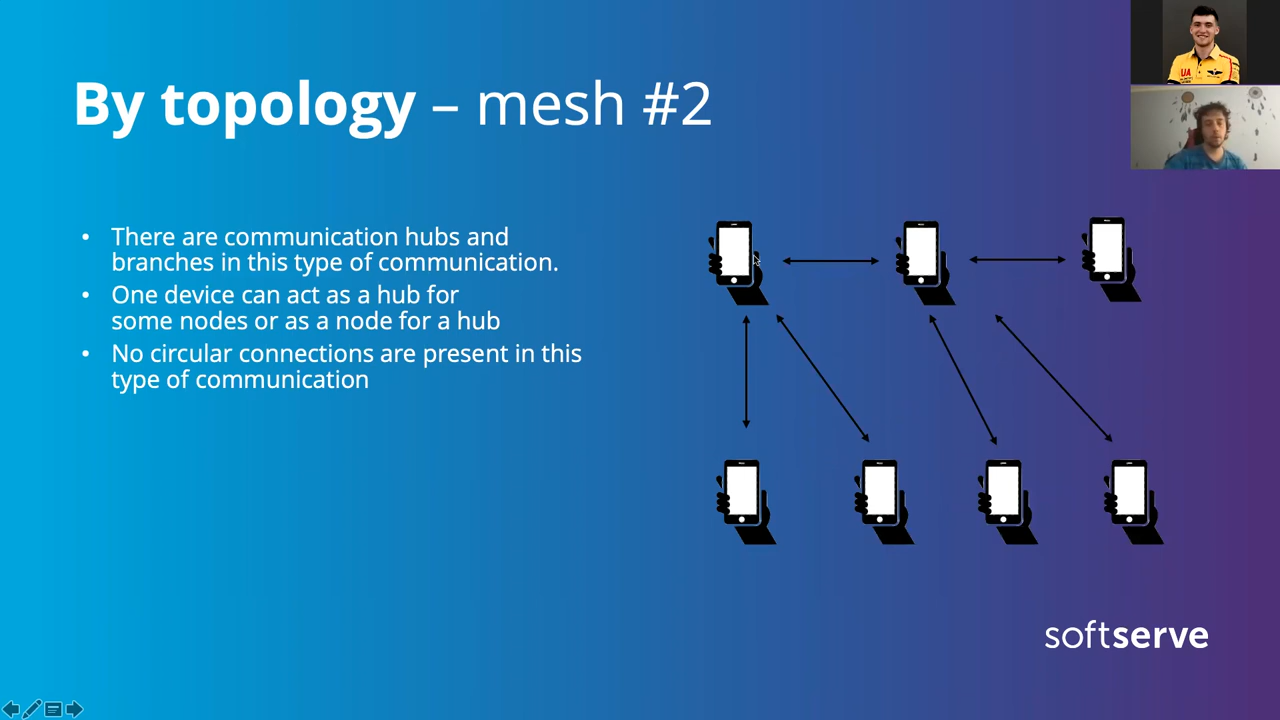 By topology – mesh #2
• There are communication hubs and
branches in this type of communication.
• One device can act as a hub for
some nodes or as a node for a hub
• No circular connections are present in this
type of communication
UA
softserve